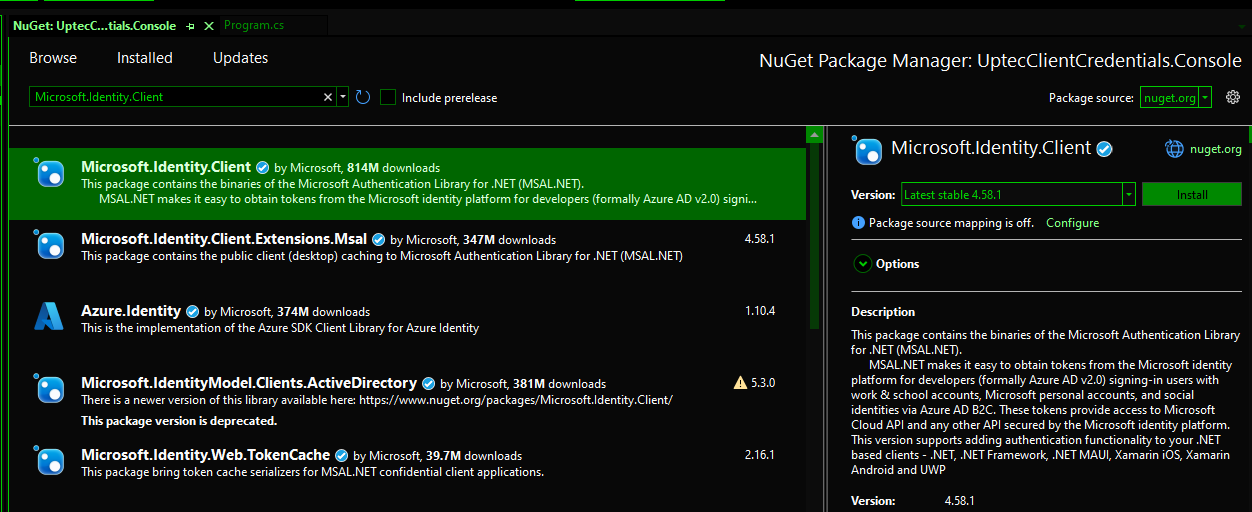 NuGet: UptecC...tials.Console
Program.cs
Browse Installed Updates
NuGet Package Manager: UptecClientCredentials.Console
Microsoft.Identity.Client
Include prerelease
Package source: nuget.org
Microsoft.Identity.Client by Microsoft, 814M downloads
This package contains the binaries of the Microsoft Authentication Library for .NET (MSAL.NET).
MSAL.NET makes it easy to obtain tokens from the Microsoft identity platform for developers (formally Azure AD v2.0) signi...
Microsoft.Identity.Client.Extensions.Msal by Microsoft, 347M downloads 4.58.1
This package contains the public client (desktop) caching to Microsoft Authentication Library for .NET (MSAL.NET)
Azure.Identity by Microsoft, 374M downloads 1.10.4
This is the implementation of the Azure SDK Client Library for Azure Identity
Microsoft.IdentityModel.Clients.ActiveDirectory by Microsoft, 381M downloads 5.3.0
There is a newer version of this library available here: https://www.nuget.org/packages/Microsoft.Identity.Client/
This package version is deprecated.
Microsoft.Identity.Web.TokenCache by Microsoft, 39.7M downloads 2.16.1
This package bring token cache serializers for MSAL.NET confidential client applications.
Microsoft.Identity.Client nuget.org
Version: Latest stable 4.58.1 Install
Package source mapping is off. Configure
Options
Description
This package contains the binaries of the Microsoft Authentication Library
for .NET (MSAL.NET).
MSAL.NET makes it easy to obtain tokens from the Microsoft identity
platform for developers (formally Azure AD v2.0) signing-in users with
work & school accounts, Microsoft personal accounts, and social
identities via Azure AD B2C. These tokens provide access to Microsoft
Cloud API and any other API secured by the Microsoft identity platform.
This version supports adding authentication functionality to your .NET
based clients - .NET, .NET Framework, .NET MAUI, Xamarin iOS, Xamarin
Android and UWP
Version: 4.58.1